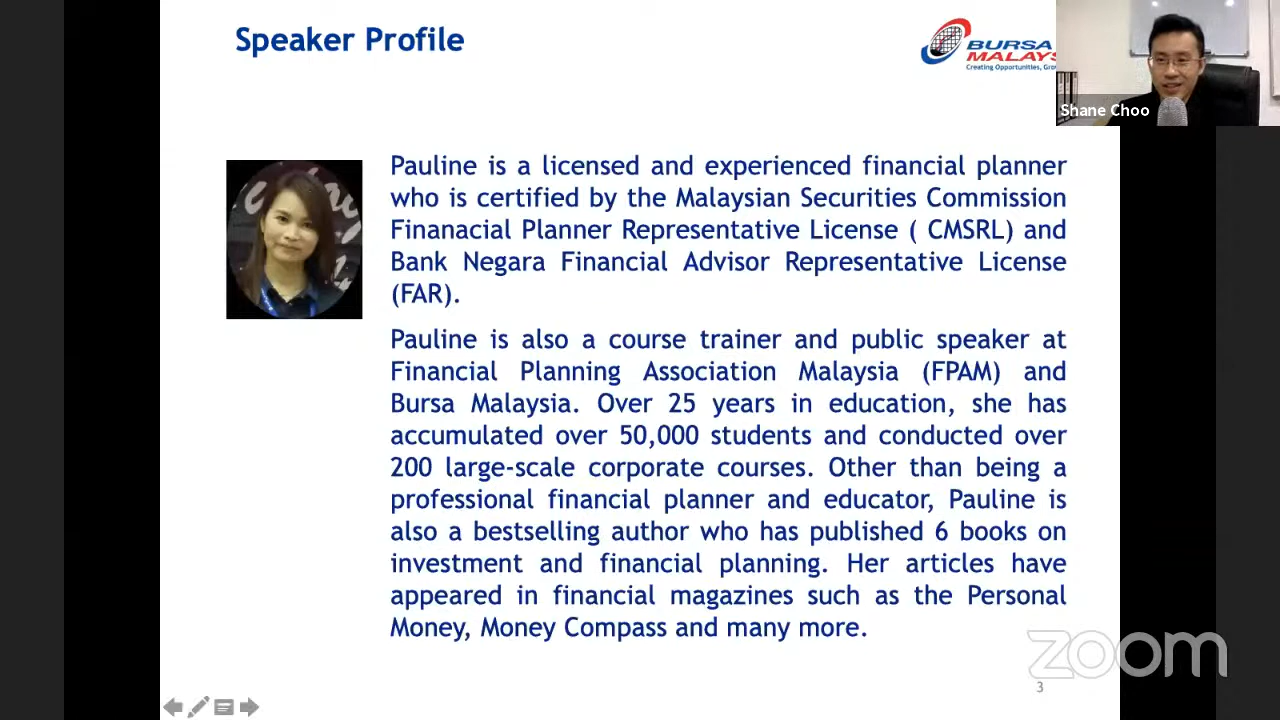 Speaker Profile
BURSA
MALAYS
Creating Opportunities, Gro
Shane Choo
Pauline is a licensed and experienced financial planner
who is certified by the Malaysian Securities Commission
Finanacial Planner Representative License ( CMSRL) and
Bank Negara Financial Advisor Representative License
(FAR).
Pauline is also a course trainer and public speaker at
Financial Planning Association Malaysia (FPAM) and
Bursa Malaysia. Over 25 years in education, she has
accumulated over 50,000 students and conducted over
200 large-scale corporate courses. Other than being a
professional financial planner and educator, Pauline is
also a bestselling author who has published 6 books on
investment and financial planning. Her articles have
appeared in financial magazines such as the Personal
Money, Money Compass and many more.
zoom
3